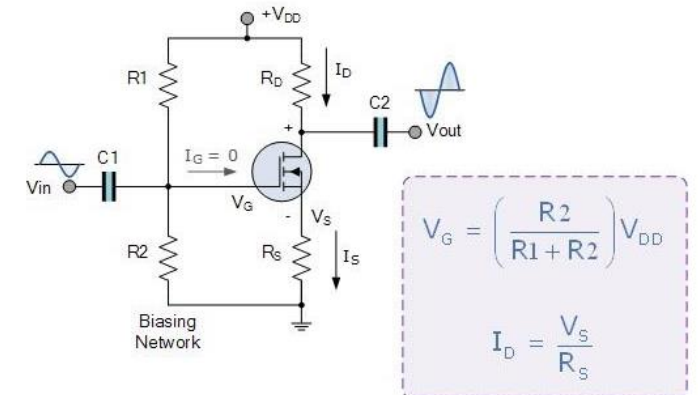 +VDD
R1
RD
ID
C2
Vout
C1
IG = 0
Vin
VG
VS
R2
RS
IS
Biasing
Network
VG = (R2 / R1 + R2) VDD
ID = VS / RS
+
-